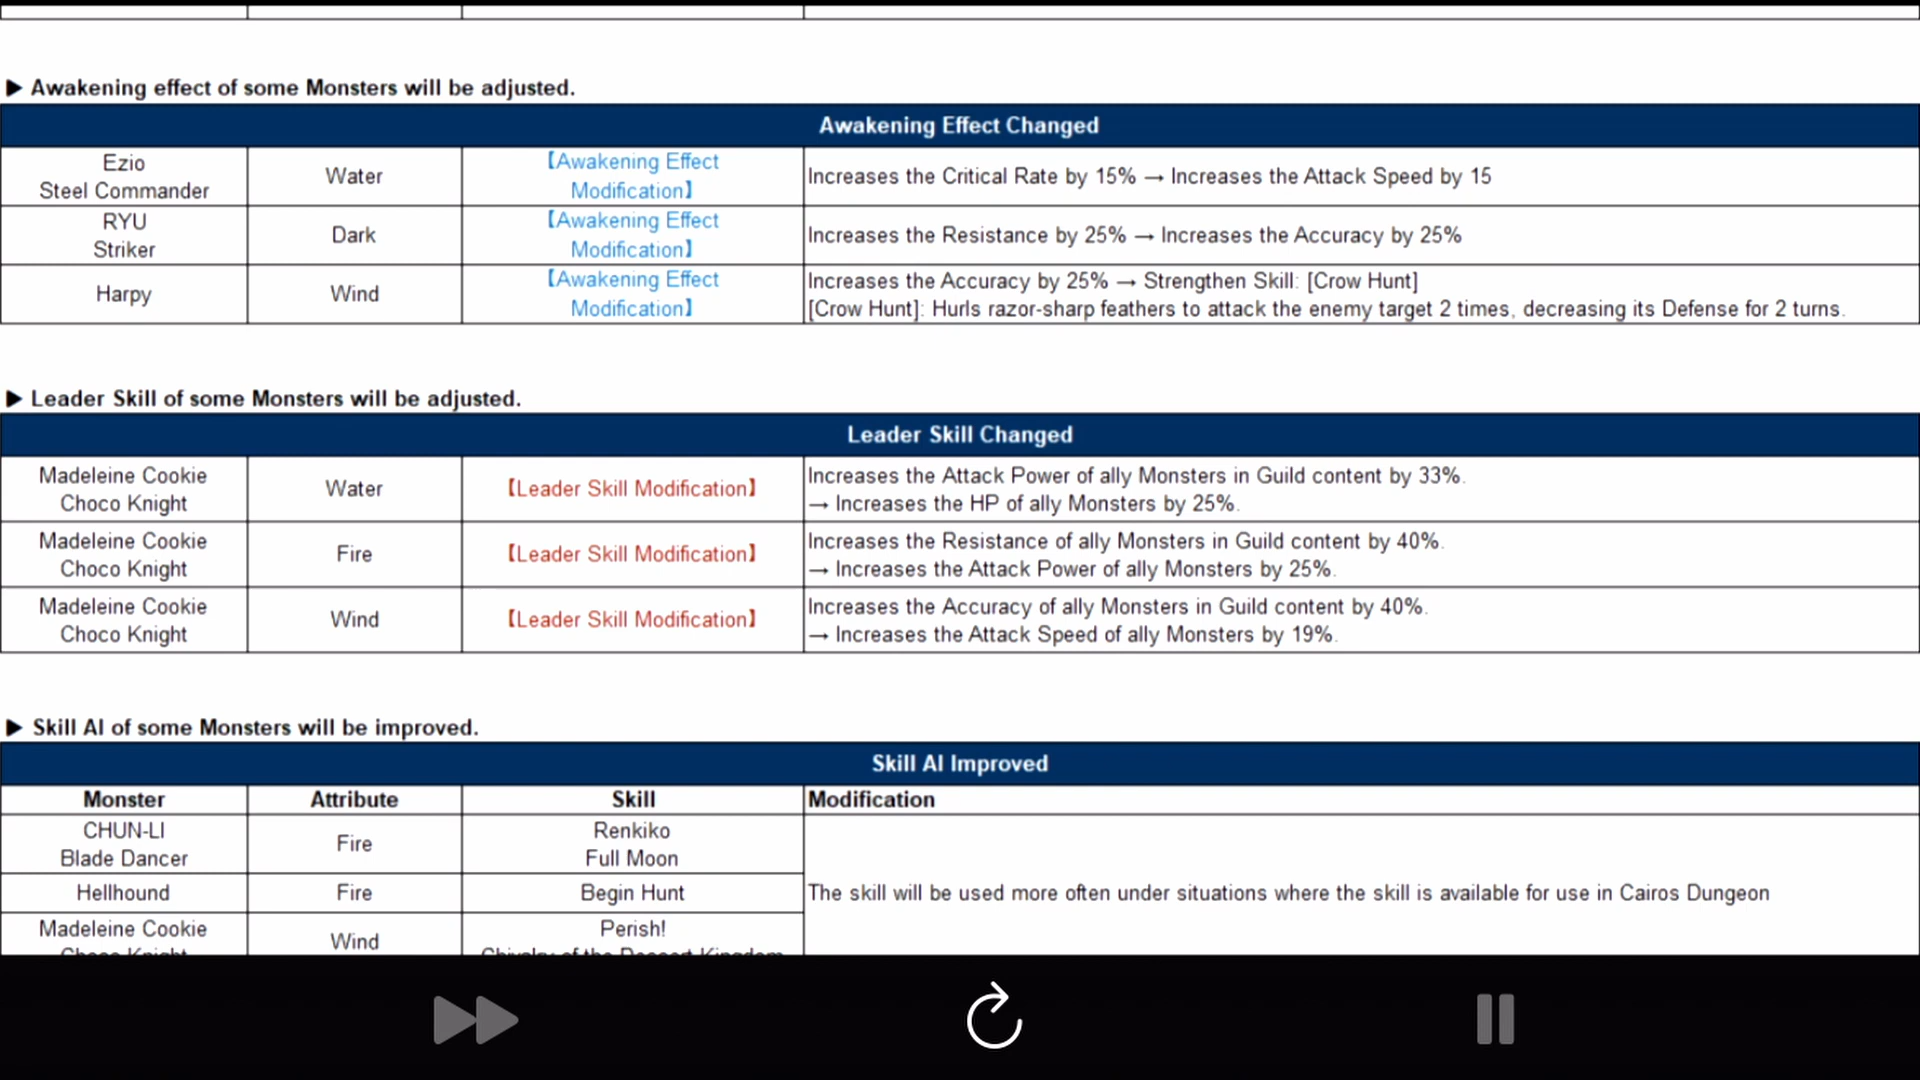 ▶ Awakening effect of some Monsters will be adjusted.
Awakening Effect Changed
Ezio
Steel Commander
Water
【Awakening Effect
Modification】
Increases the Critical Rate by 15% → Increases the Attack Speed by 15
RYU
Striker
Dark
【Awakening Effect
Modification】
Increases the Resistance by 25% → Increases the Accuracy by 25%
Harpy
Wind
【Awakening Effect
Modification】
Increases the Accuracy by 25% → Strengthen Skill: [Crow Hunt]
[Crow Hunt]: Hurls razor-sharp feathers to attack the enemy target 2 times, decreasing its Defense for 2 turns.
▶ Leader Skill of some Monsters will be adjusted.
Leader Skill Changed
Madeleine Cookie
Choco Knight
Water
【Leader Skill Modification】
Increases the Attack Power of ally Monsters in Guild content by 33%.
→ Increases the HP of ally Monsters by 25%.
Madeleine Cookie
Choco Knight
Fire
【Leader Skill Modification】
Increases the Resistance of ally Monsters in Guild content by 40%.
→ Increases the Attack Power of ally Monsters by 25%.
Madeleine Cookie
Choco Knight
Wind
【Leader Skill Modification】
Increases the Accuracy of ally Monsters in Guild content by 40%.
→ Increases the Attack Speed of ally Monsters by 19%.
▶ Skill AI of some Monsters will be improved.
Skill AI Improved
Monster
Attribute
Skill
Modification
CHUN-LI
Blade Dancer
Fire
Renkiko
Full Moon
Hellhound
Fire
Begin Hunt
The skill will be used more often under situations where the skill is available for use in Cairos Dungeon
Madeleine Cookie
Choco Knight
Wind
Perish!
Chivalry of the Dessert Kingdom